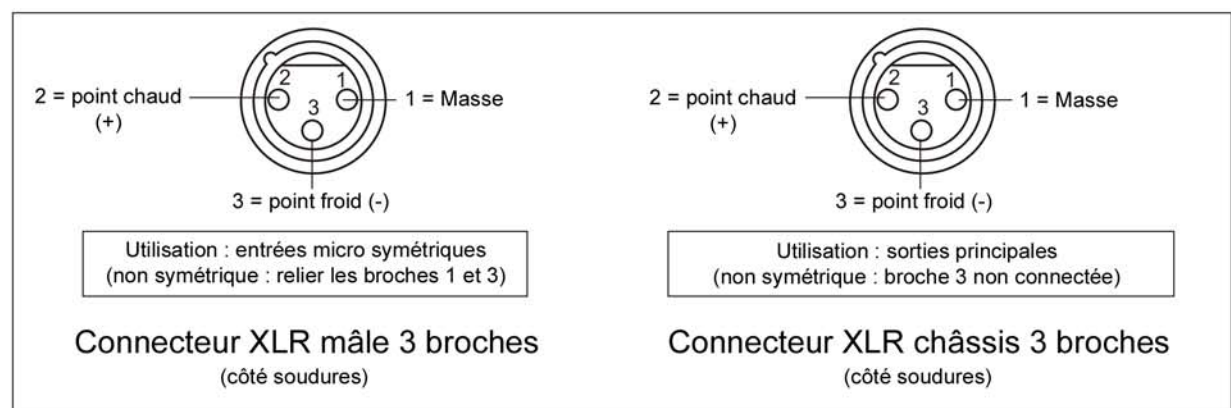 2 1
3
2 = point chaud
(+)
1 = Masse
3 = point froid (-)
Utilisation : entrées micro symétriques
(non symétrique : relier les broches 1 et 3)
Connecteur XLR mâle 3 broches
(côté soudures)
2 1
3
2 = point chaud
(+)
1 = Masse
3 = point froid (-)
Utilisation : sorties principales
(non symétrique : broche 3 non connectée)
Connecteur XLR châssis 3 broches
(côté soudures)